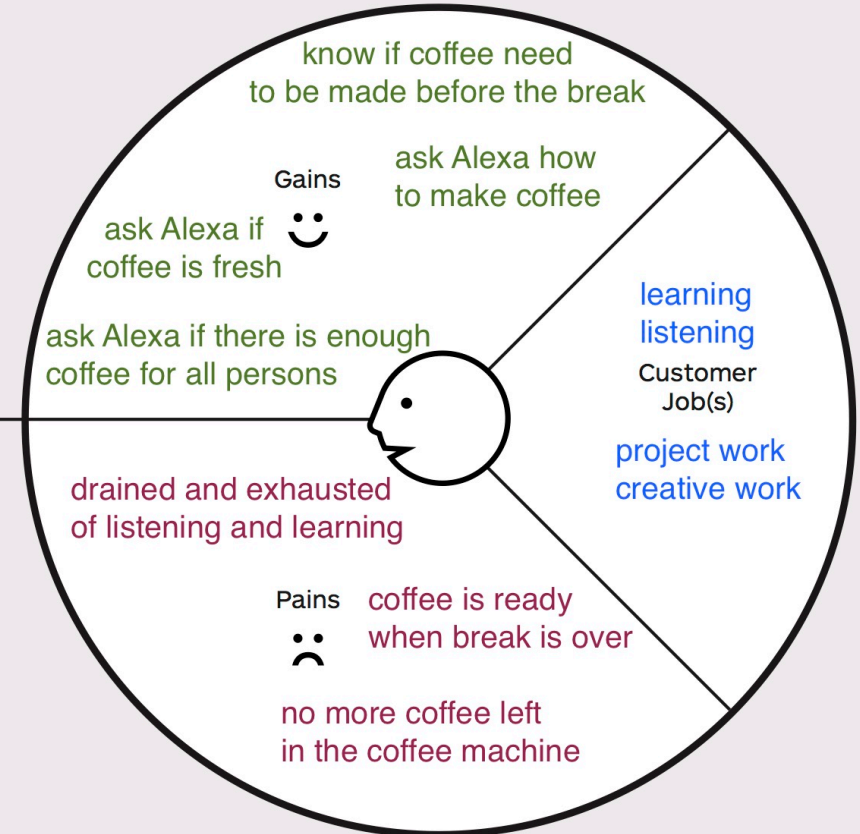 know if coffee need
to be made before the break
ask Alexa how
to make coffee
Gains
ask Alexa if
coffee is fresh
ask Alexa if there is enough
coffee for all persons
learning
listening
Customer
Job(s)
project work
creative work
drained and exhausted
of listening and learning
Pains
coffee is ready
when break is over
no more coffee left
in the coffee machine